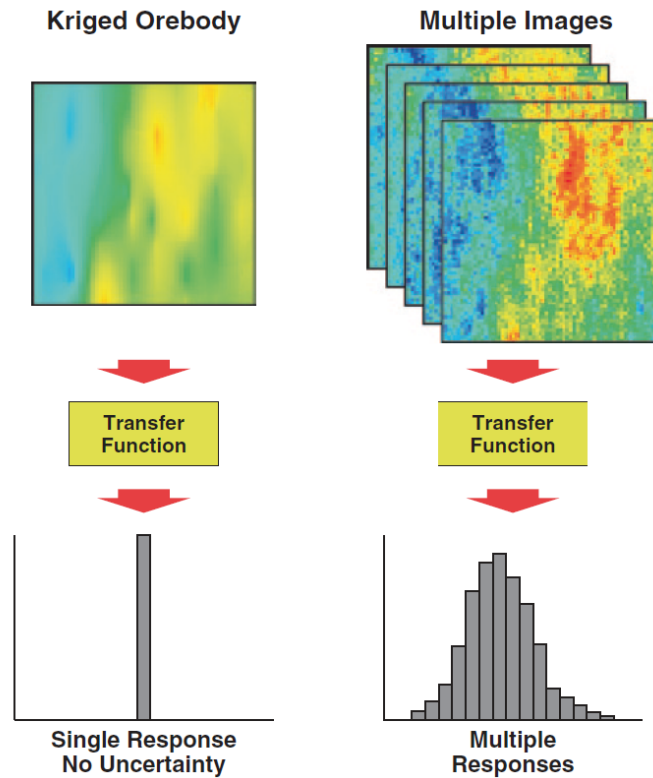 Kriged Orebody
Multiple Images
Transfer
Function
Transfer
Function
Single Response
No Uncertainty
Multiple
Responses